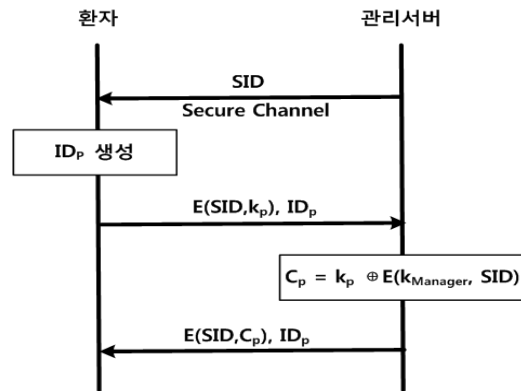 환자
관리서버
SID
Secure Channel
IDₚ 생성
E(SID,kₚ), IDₚ
Cₚ = kₚ ⊕E(k_Manager, SID)
E(SID,Cₚ), IDₚ